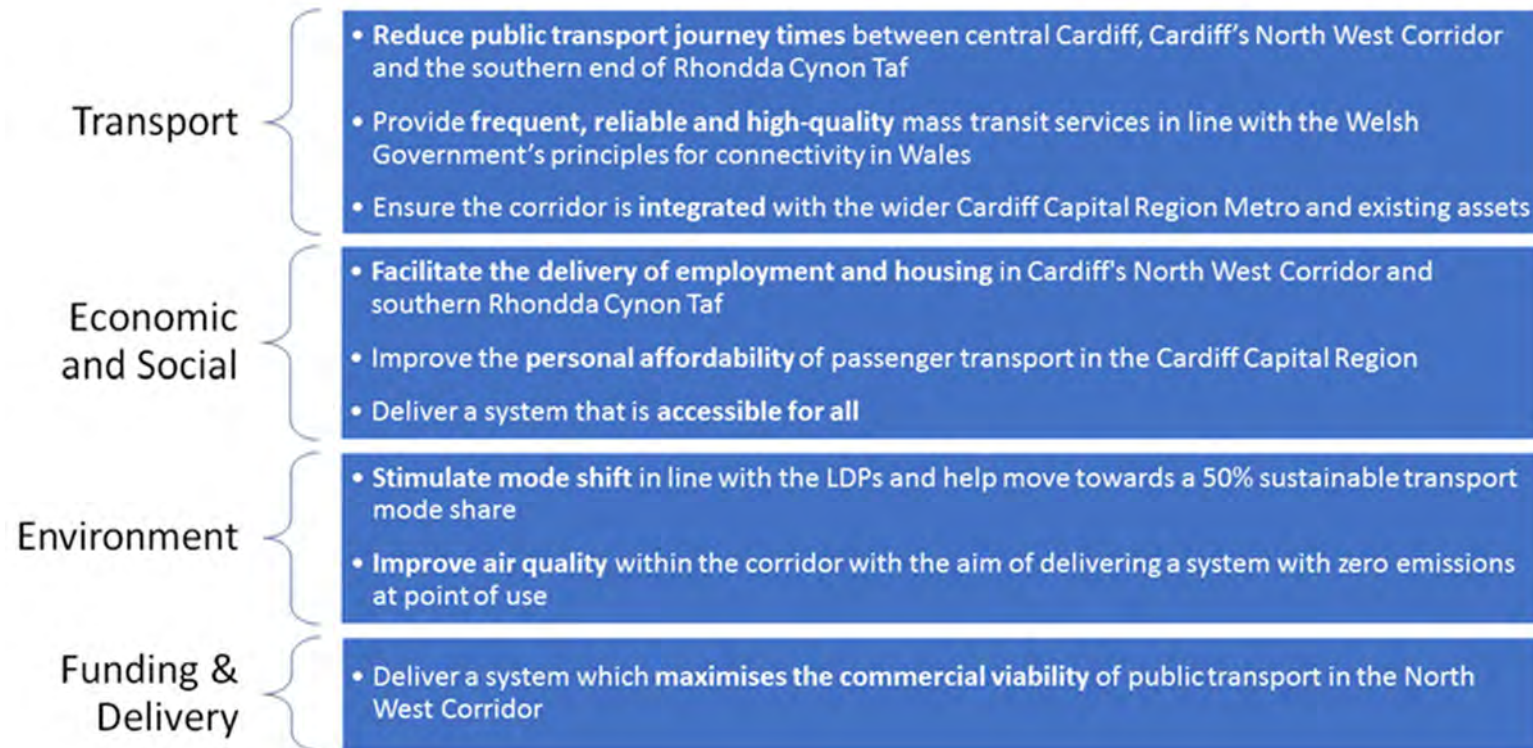 Transport
• Reduce public transport journey times between central Cardiff, Cardiff's North West Corridor
and the southern end of Rhondda Cynon Taf
• Provide frequent, reliable and high-quality mass transit services in line with the Welsh
Government's principles for connectivity in Wales
• Ensure the corridor is integrated with the wider Cardiff Capital Region Metro and existing assets
Economic
and Social
• Facilitate the delivery of employment and housing in Cardiff's North West Corridor and
southern Rhondda Cynon Taf
• Improve the personal affordability of passenger transport in the Cardiff Capital Region
• Deliver a system that is accessible for all
Environment
• Stimulate mode shift in line with the LDPs and help move towards a 50% sustainable transport
mode share
• Improve air quality within the corridor with the aim of delivering a system with zero emissions
at point of use
Funding &
Delivery
• Deliver a system which maximises the commercial viability of public transport in the North
West Corridor